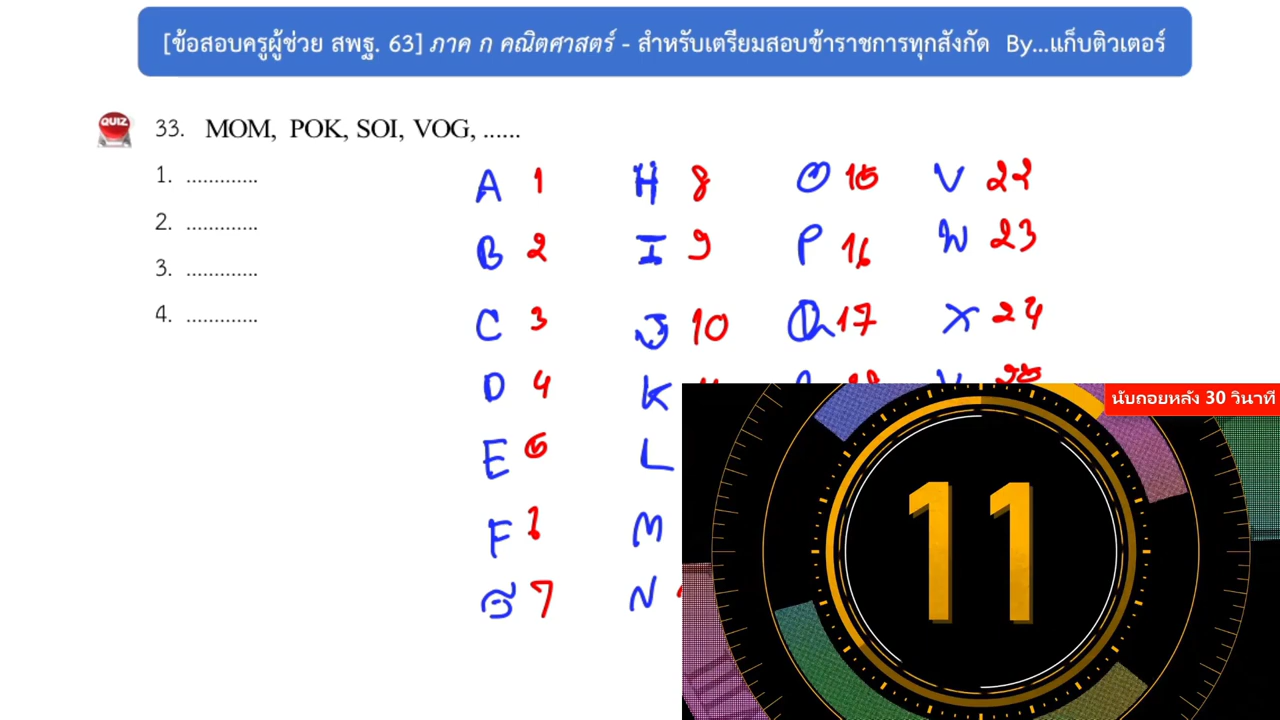 [ข้อสอบครูผู้ช่วย สพฐ. 63] ภาค ก คณิตศาสตร์ - สำหรับเตรียมสอบข้าราชการทุกสังกัด By...แก็บติวเตอร์
QUIZ
33. MOM, POK, SOI, VOG, ......
1. .............
2. .............
3. .............
4. .............
A 1 H 8 O 15 V 22
B 2 I 9 P 16 W 23
C 3 J 10 Q 17 X 24
D 4 K
E 5 L
F 6 M
G 7 N
นับถอยหลัง 30 วินาที
11